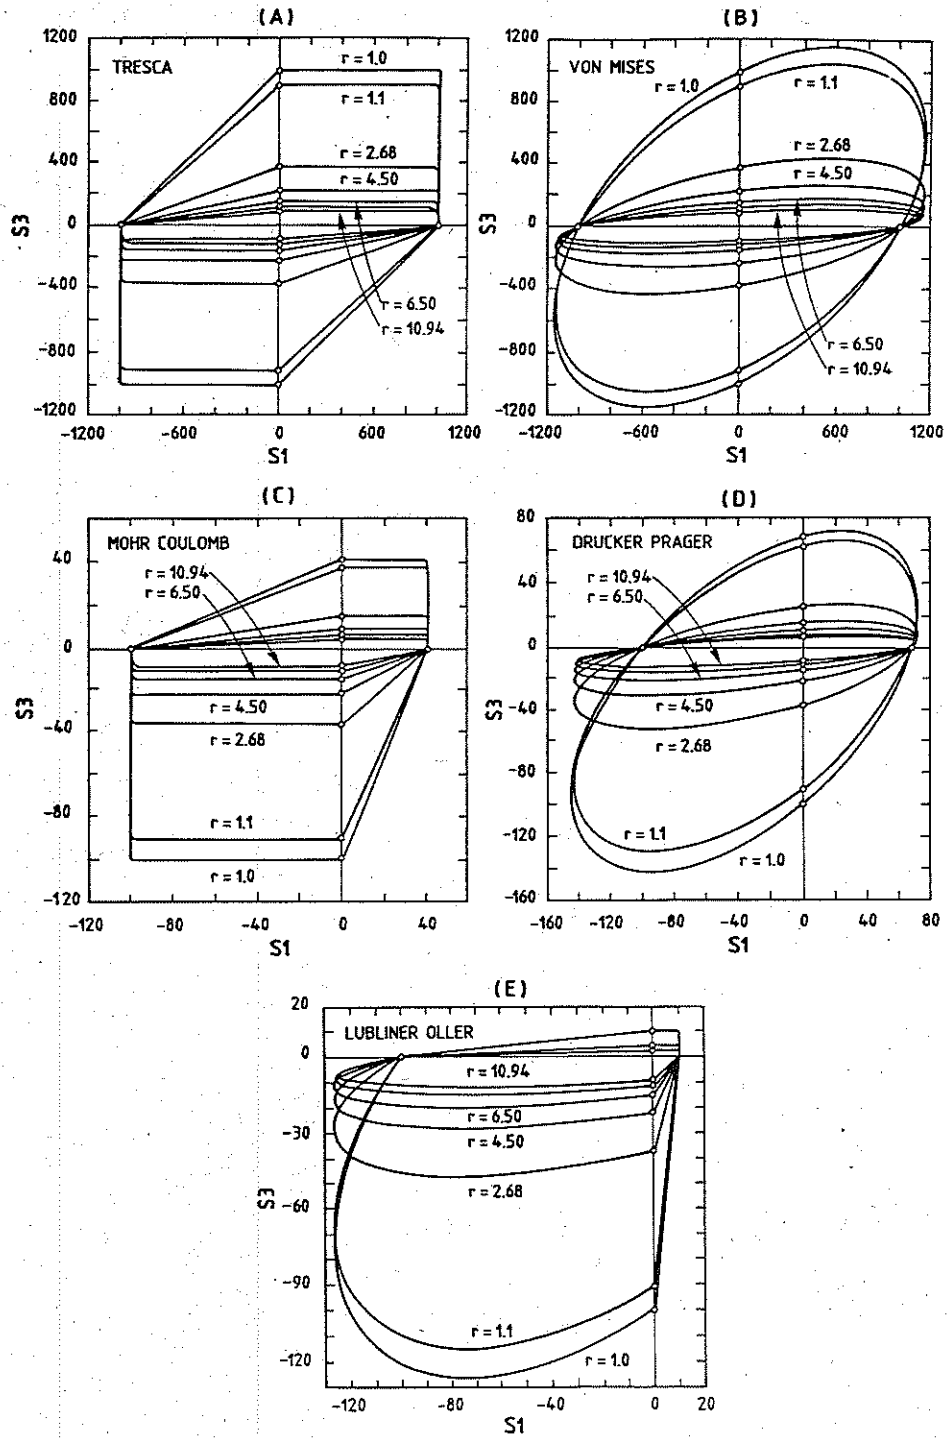 (A)
TRESCA
r = 1.0
r = 1.1
r = 2.68
r = 4.50
r = 6.50
r = 10.94
1200
800
400
0
-400
-800
-1200
S3
-1200 -600 0 600 1200
S1
(B)
VON MISES
r = 1.0
r = 1.1
r = 2.68
r = 4.50
r = 6.50
r = 10.94
1200
800
400
0
-400
-800
-1200
S3
-1200 -600 0 600 1200
S1
(C)
MOHR COULOMB
r = 10.94
r = 6.50
r = 4.50
r = 2.68
r = 1.1
r = 1.0
40
0
-40
-80
-120
S3
-120 -80 -40 0 40
S1
(D)
DRUCKER PRAGER
r = 10.94
r = 6.50
r = 4.50
r = 2.68
r = 1.1
r = 1.0
80
40
0
-40
-80
-120
-160
S3
-160 -120 -80 -40 0 40 80
S1
(E)
LUBLINER OLLER
r = 10.94
r = 6.50
r = 4.50
r = 2.68
r = 1.1
r = 1.0
20
0
-30
-60
-90
-120
S3
-120 -80 -40 0 20
S1